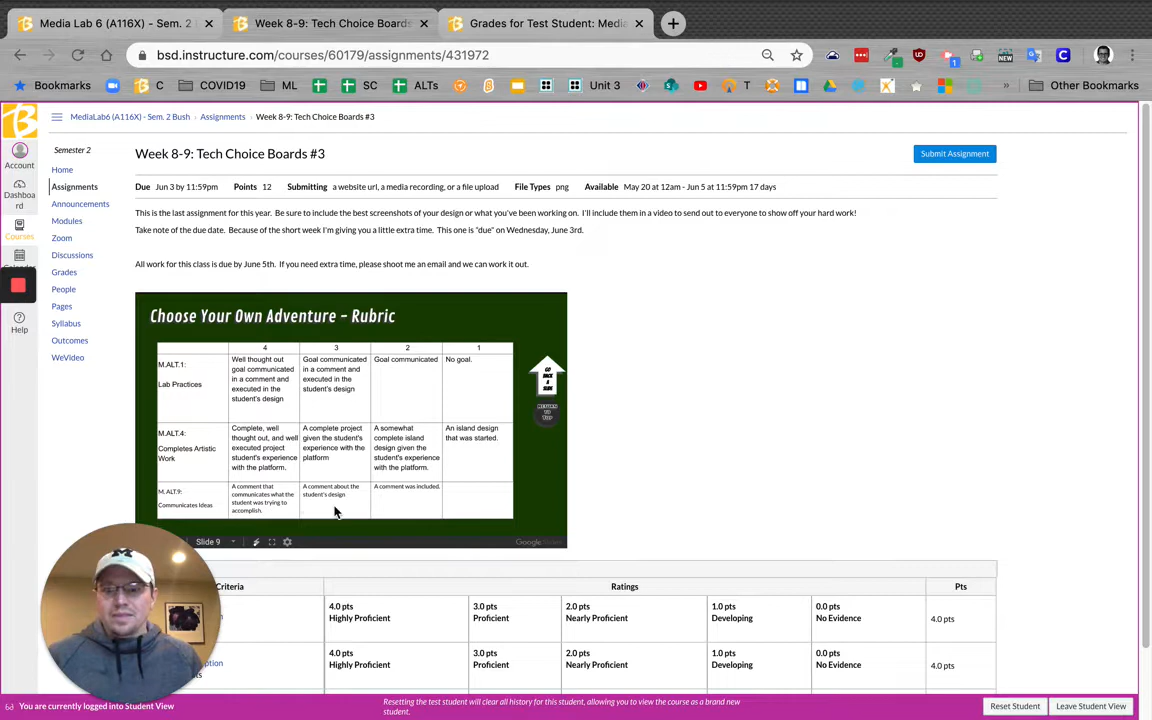 Media Lab 6 (A116X) - Sem. 2
Week 8-9: Tech Choice Boards
Grades for Test Student: Media
bsd.instructure.com/courses/60179/assignments/431972
Bookmarks
C
COVID19
ML
SC
ALTs
Unit 3
T
Other Bookmarks
MediaLab6 (A116X) - Sem. 2 Bush
Assignments
Week 8-9: Tech Choice Boards #3
Account
Dashboa
rd
Courses
Help
Semester 2
Home
Assignments
Announcements
Modules
Zoom
Discussions
Grades
People
Pages
Syllabus
Outcomes
WeVideo
Week 8-9: Tech Choice Boards #3
Submit Assignment
Due Jun 3 by 11:59pm Points 12 Submitting a website url, a media recording, or a file upload File Types png Available May 20 at 12am - Jun 5 at 11:59pm 17 days
This is the last assignment for this year. Be sure to include the best screenshots of your design or what you've been working on. I'll include them in a video to send out to everyone to show off your hard work!
Take note of the due date. Because of the short week I'm giving you a little extra time. This one is "due" on Wednesday, June 3rd.
All work for this class is due by June 5th. If you need extra time, please shoot me an email and we can work it out.
Choose Your Own Adventure - Rubric
4 3 2 1
M.ALT.1:
Lab Practices
Well thought out
goal communicated
in a comment and
executed in the
student's design
Goal communicated
in a comment and
executed in the
student's design
Goal communicated
No goal.
M.ALT.4:
Completes Artistic
Work
Complete, well
thought out, and well
executed project
student's experience
with the platform.
A complete project
given the student's
experience with the
platform
A somewhat
complete island
design given the
student's experience
with the platform.
An island design
that was started.
M. ALT.9:
Communicates Ideas
A comment that
communicates what the
student was trying to
accomplish.
A comment about the
student's design
A comment was included.
GO
BACK
A
SLIDE
Slide 9
Google Slides
Criteria
Ratings
Pts
4.0 pts
Highly Proficient
3.0 pts
Proficient
2.0 pts
Nearly Proficient
1.0 pts
Developing
0.0 pts
No Evidence
4.0 pts
4.0 pts
Highly Proficient
3.0 pts
Proficient
2.0 pts
Nearly Proficient
1.0 pts
Developing
0.0 pts
No Evidence
4.0 pts
You are currently logged into Student View
Resetting the test student will clear all history for this student, allowing you to view the course as a brand new
student.
Reset Student
Leave Student View